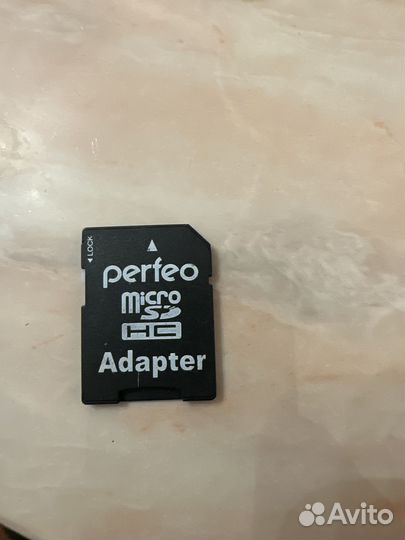 ◄LOCK
perfeo
micro
SD
HC
Adapter
Avito